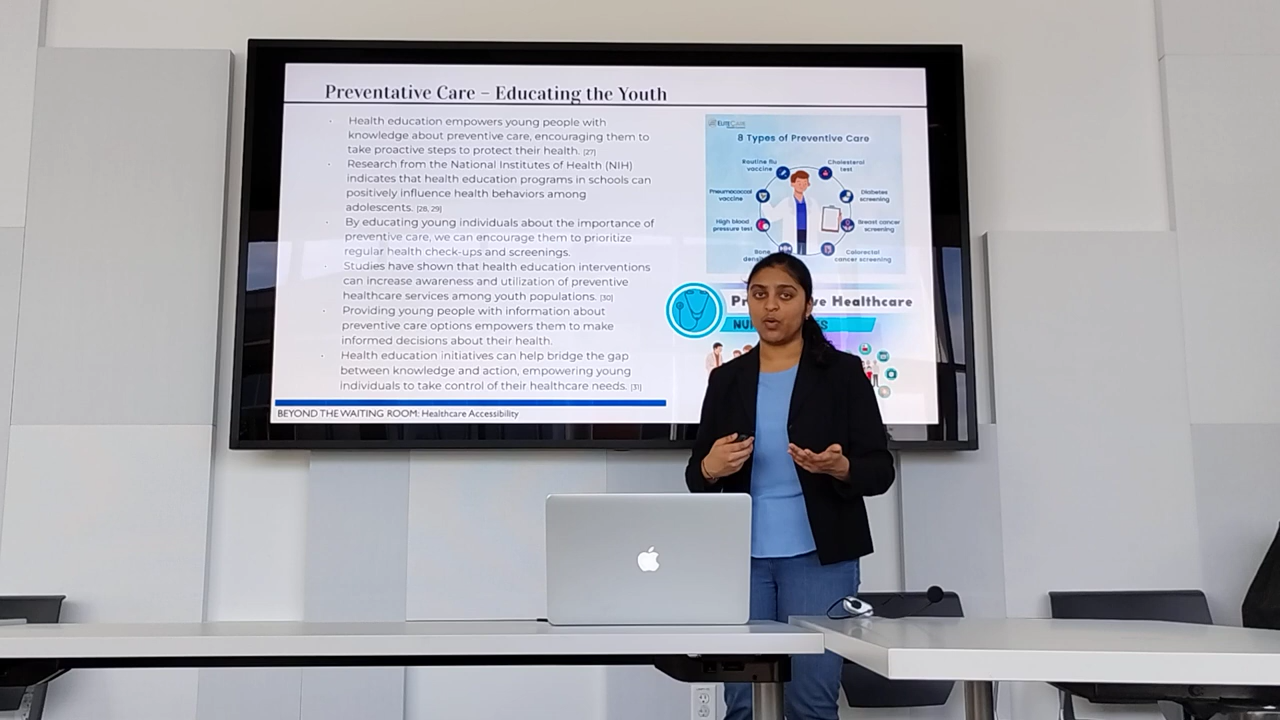 Preventative Care – Educating the Youth
· Health education empowers young people with
knowledge about preventive care, encouraging them to
take proactive steps to protect their health. [27]
· Research from the National Institutes of Health (NIH)
indicates that health education programs in schools can
positively influence health behaviors among
adolescents. [28, 29]
· By educating young individuals about the importance of
preventive care, we can encourage them to prioritize
regular health check-ups and screenings.
· Studies have shown that health education interventions
can increase awareness and utilization of preventive
healthcare services among youth populations. [30]
· Providing young people with information about
preventive care options empowers them to make
informed decisions about their health.
· Health education initiatives can help bridge the gap
between knowledge and action, empowering young
individuals to take control of their healthcare needs. [31]
BEYOND THE WAITING ROOM: Healthcare Accessibility
8 Types of Preventive Care
Routine flu
vaccine
Cholesterol
test
Pneumococcal
vaccine
Diabetes
screening
High blood
pressure test
Breast cancer
screening
Bone
Colorectal
cancer screening
Healthcare